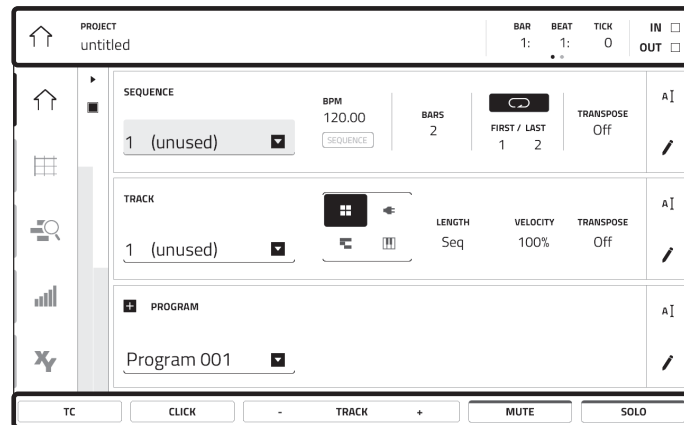 PROJECT
untitled
BAR BEAT TICK
1: 1: 0
IN
OUT
SEQUENCE
1 (unused)
BPM
120.00
SEQUENCE
BARS
2
FIRST / LAST
1 2
TRANSPOSE
Off
A
TRACK
1 (unused)
LENGTH
Seq
VELOCITY
100%
TRANSPOSE
Off
A
PROGRAM
Program 001
A
XY
TC CLICK - TRACK + MUTE SOLO